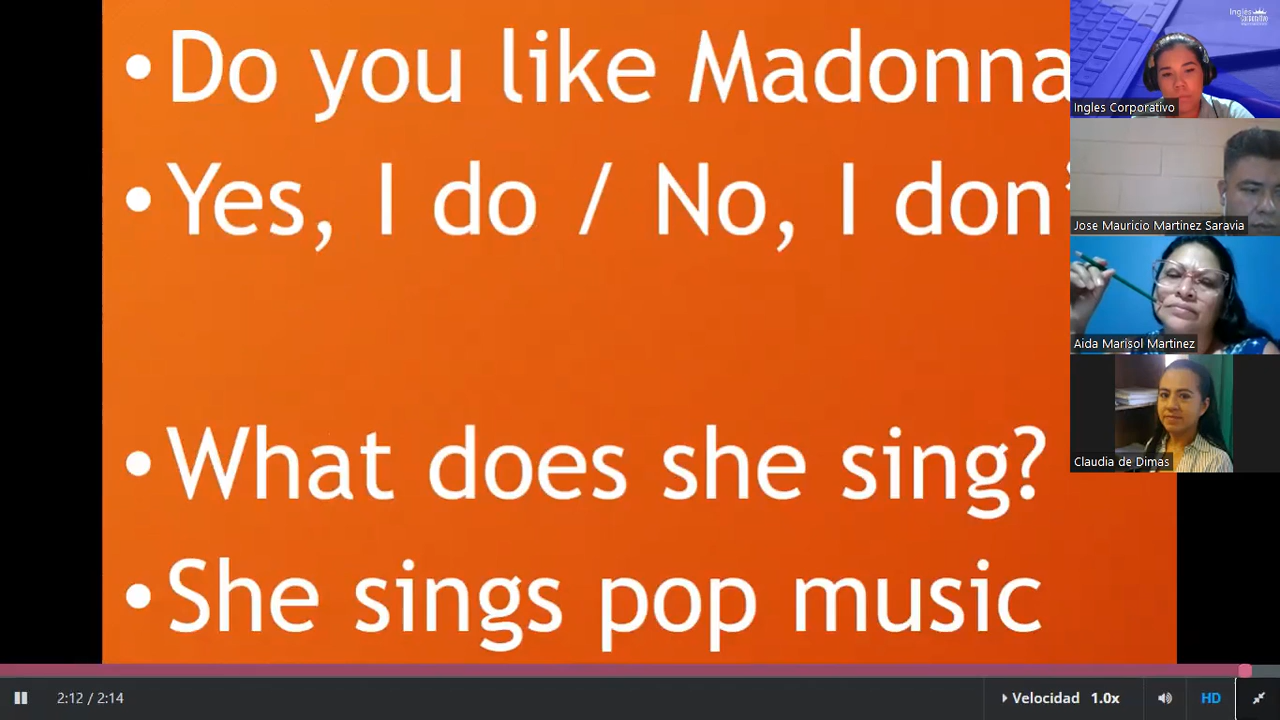 • Do you like Madonna
• Yes, I do / No, I don'
• What does she sing?
• She sings pop music
Ingles
Ingles Corporativo
Jose Mauricio Martinez Saravia
Aida Marisol Martinez
Claudia de Dimas
2:12 / 2:14
Velocidad 1.0x
HD